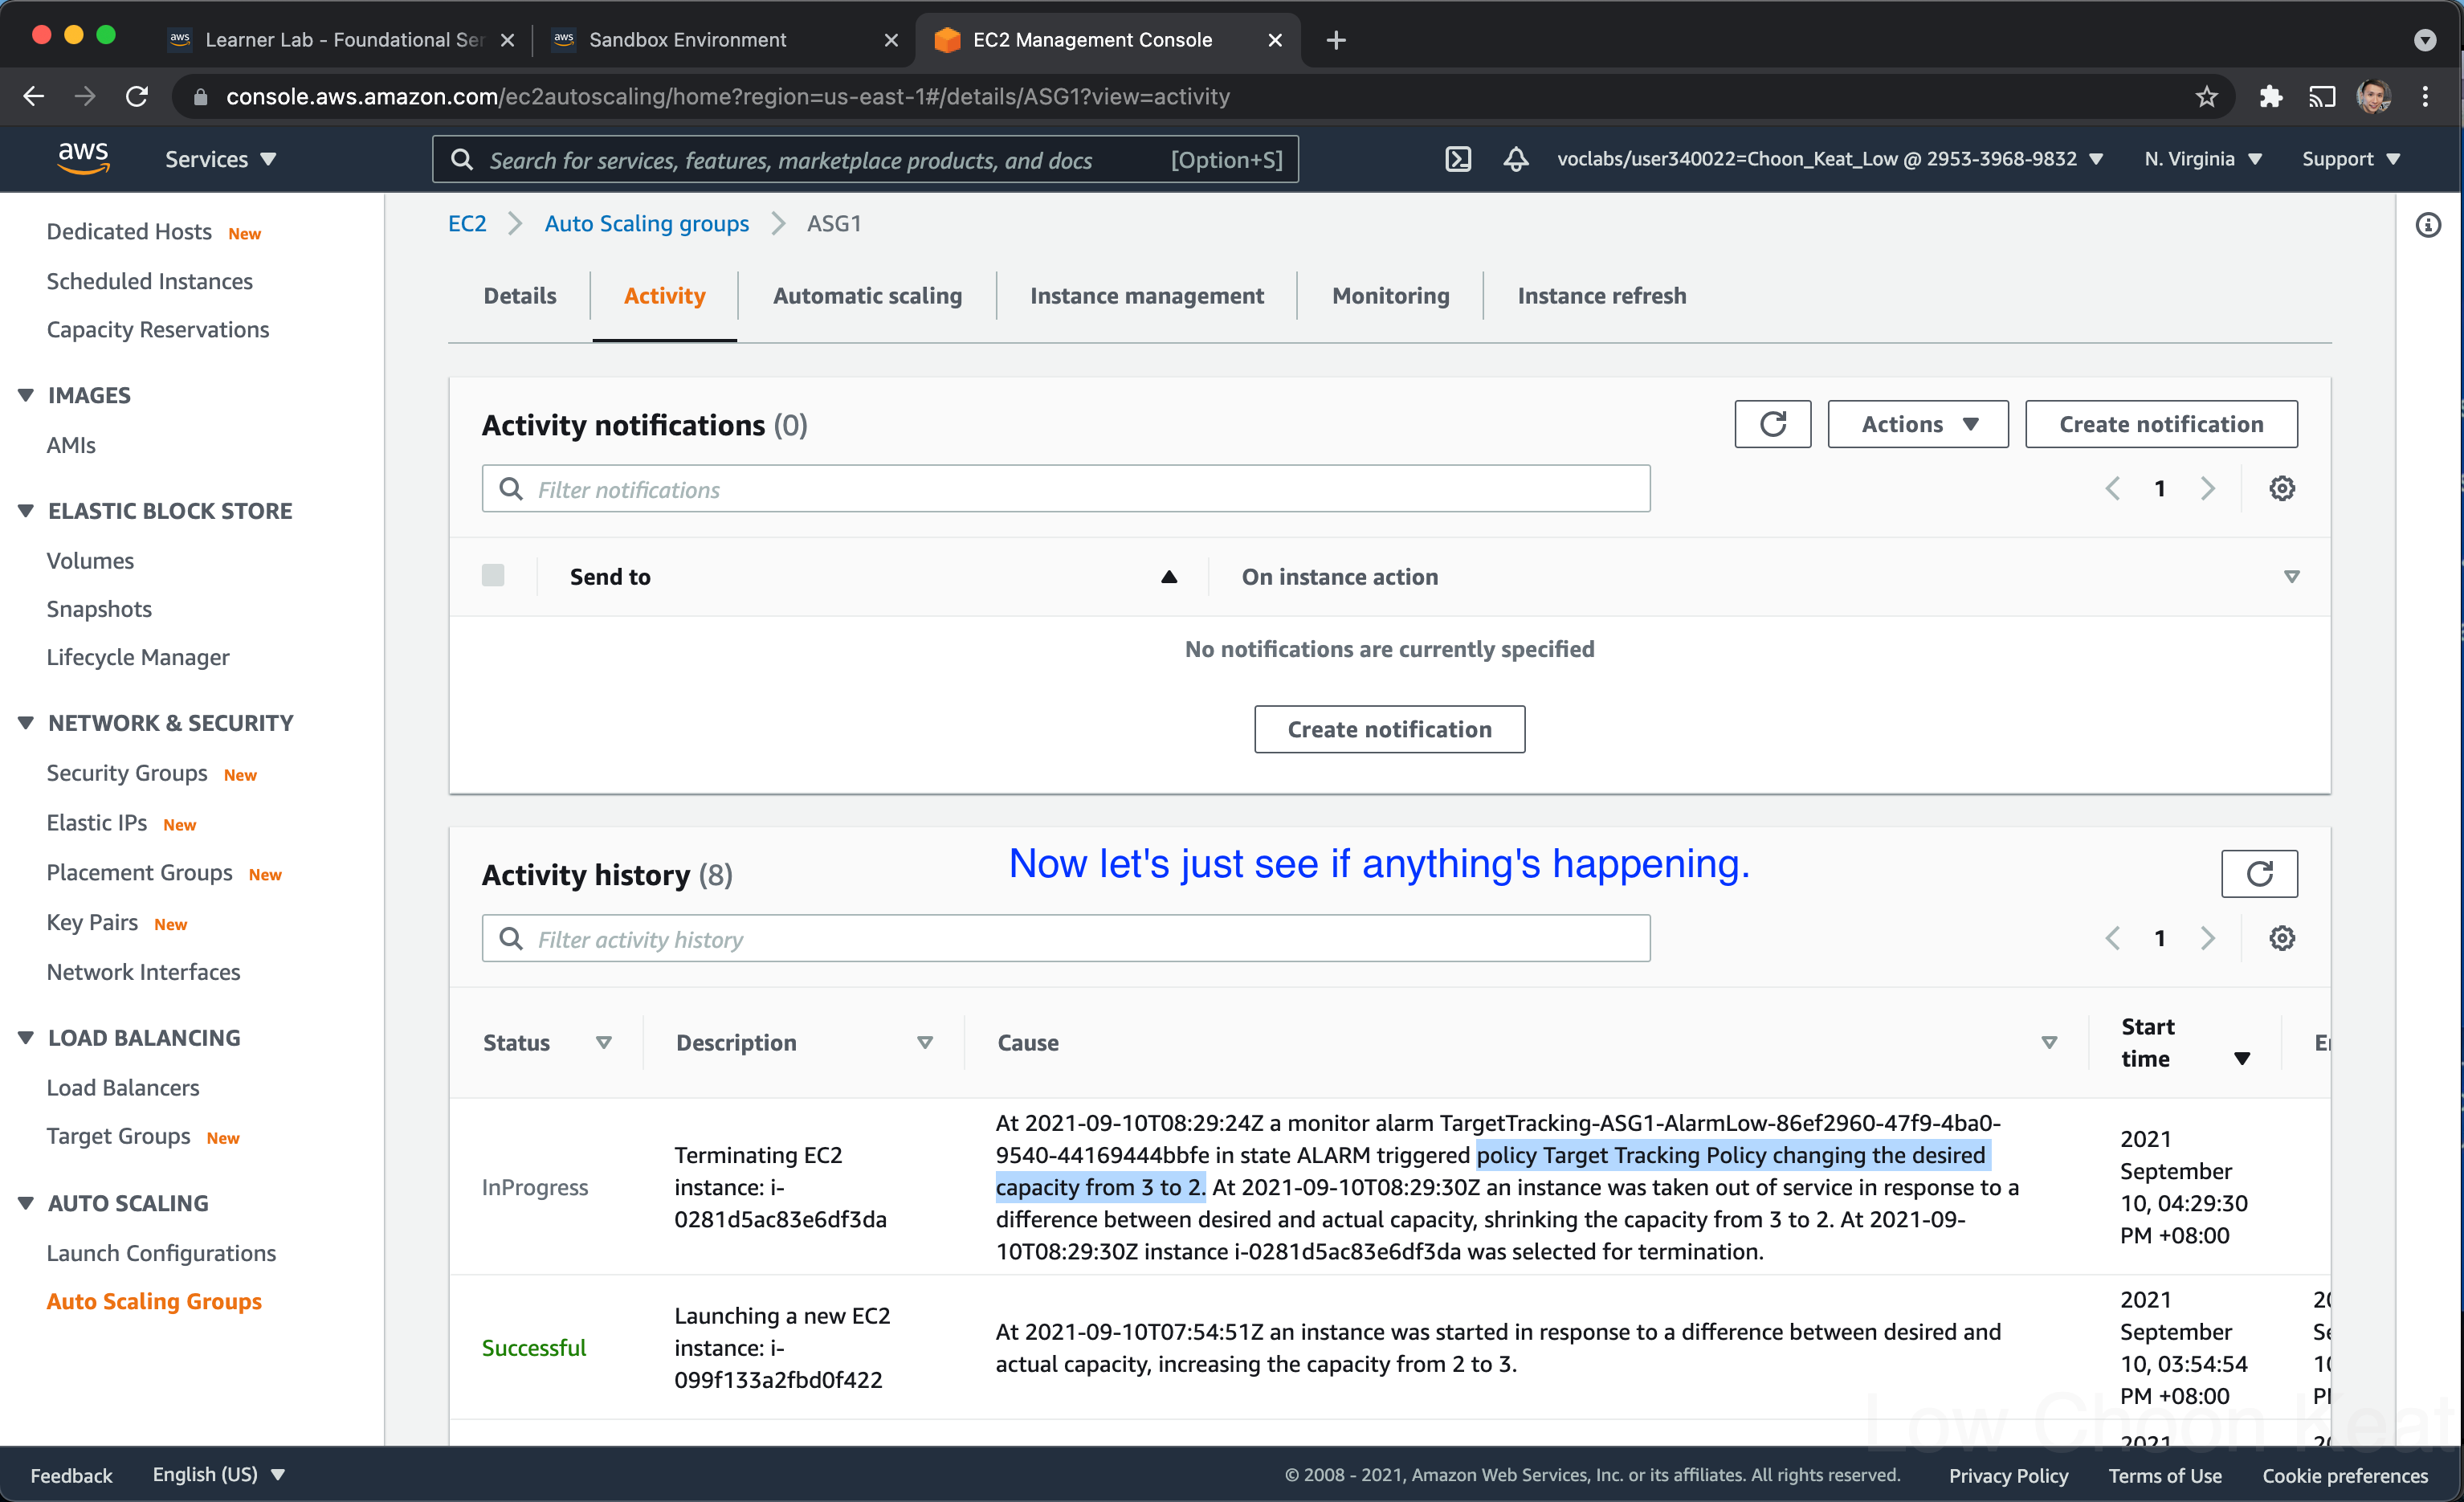 aws Learner Lab - Foundational Ser
aws Sandbox Environment
EC2 Management Console
console.aws.amazon.com/ec2autoscaling/home?region=us-east-1#/details/ASG1?view=activity
aws Services Search for services, features, marketplace products, and docs [Option+S] voclabs/user340022=Choon_Keat_Low @ 2953-3968-9832 N. Virginia Support
Dedicated Hosts New
Scheduled Instances
Capacity Reservations
IMAGES
AMIs
ELASTIC BLOCK STORE
Volumes
Snapshots
Lifecycle Manager
NETWORK & SECURITY
Security Groups New
Elastic IPs New
Placement Groups New
Key Pairs New
Network Interfaces
LOAD BALANCING
Load Balancers
Target Groups New
AUTO SCALING
Launch Configurations
Auto Scaling Groups
EC2 Auto Scaling groups ASG1
Details Activity Automatic scaling Instance management Monitoring Instance refresh
Activity notifications (0)
Actions Create notification
Filter notifications
1
Send to On instance action
No notifications are currently specified
Create notification
Activity history (8)
Now let's just see if anything's happening.
Filter activity history
1
Status Description Cause Start
time
InProgress
Terminating EC2
instance: i-
0281d5ac83e6df3da
At 2021-09-10T08:29:24Z a monitor alarm TargetTracking-ASG1-AlarmLow-86ef2960-47f9-4ba0-
9540-44169444bbfe in state ALARM triggered policy Target Tracking Policy changing the desired
capacity from 3 to 2. At 2021-09-10T08:29:30Z an instance was taken out of service in response to a
difference between desired and actual capacity, shrinking the capacity from 3 to 2. At 2021-09-
10T08:29:30Z instance i-0281d5ac83e6df3da was selected for termination.
2021
September
10, 04:29:30
PM +08:00
Successful
Launching a new EC2
instance: i-
099f133a2fbd0f422
At 2021-09-10T07:54:51Z an instance was started in response to a difference between desired and
actual capacity, increasing the capacity from 2 to 3.
2021
September
10, 03:54:54
PM +08:00
2021
Low Choon Keat
Feedback English (US) © 2008 - 2021, Amazon Web Services, Inc. or its affiliates. All rights reserved. Privacy Policy Terms of Use Cookie preferences